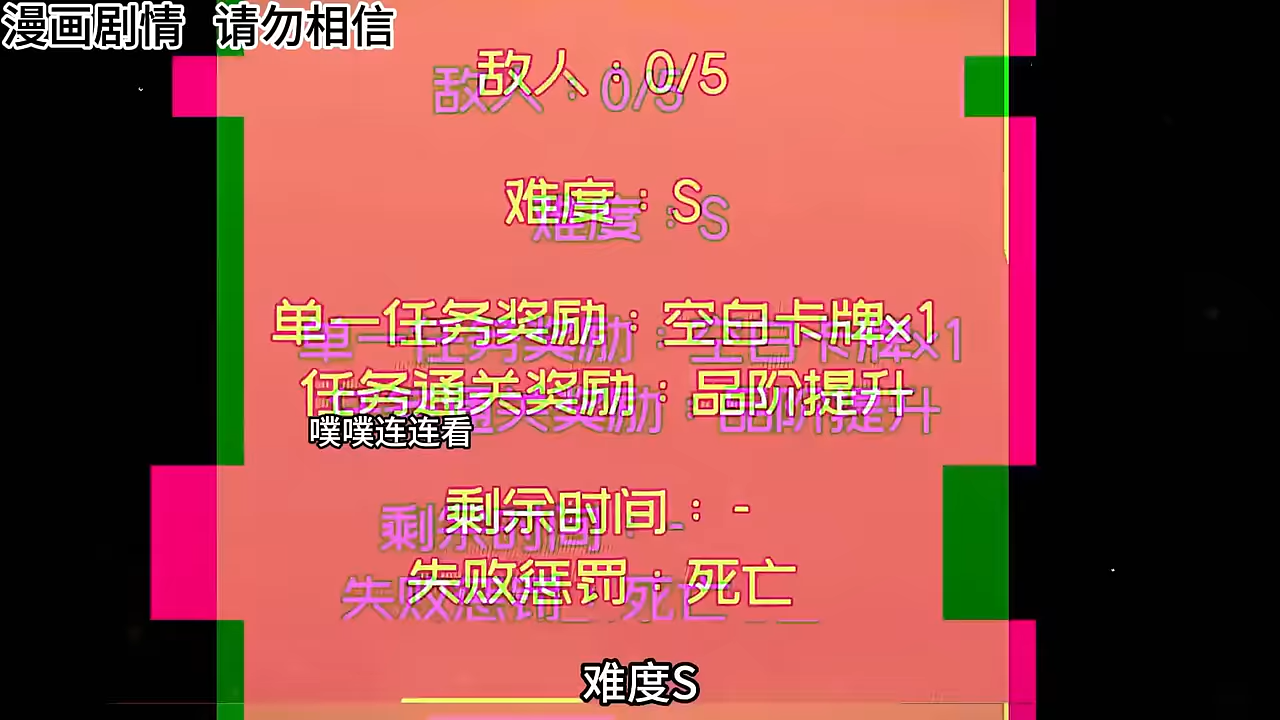 漫画剧情 请勿相信
敌人：0/5
难度：S
单一任务奖励：空白卡牌x1
任务通关奖励：品阶提升
噗噗连连看
剩余时间：-
失败惩罚：死亡
难度S